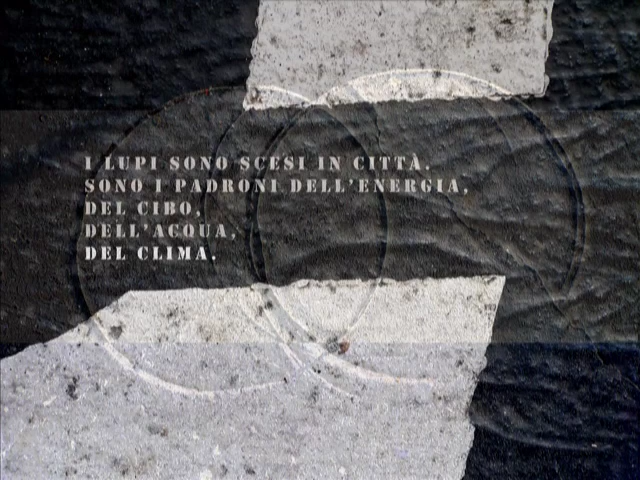 I LUPI SONO SCESI IN CITTÀ.
SONO I PADRONI DELL'ENERGIA,
DEL CIBO,
DELL'ACQUA,
DEL CLIMA.